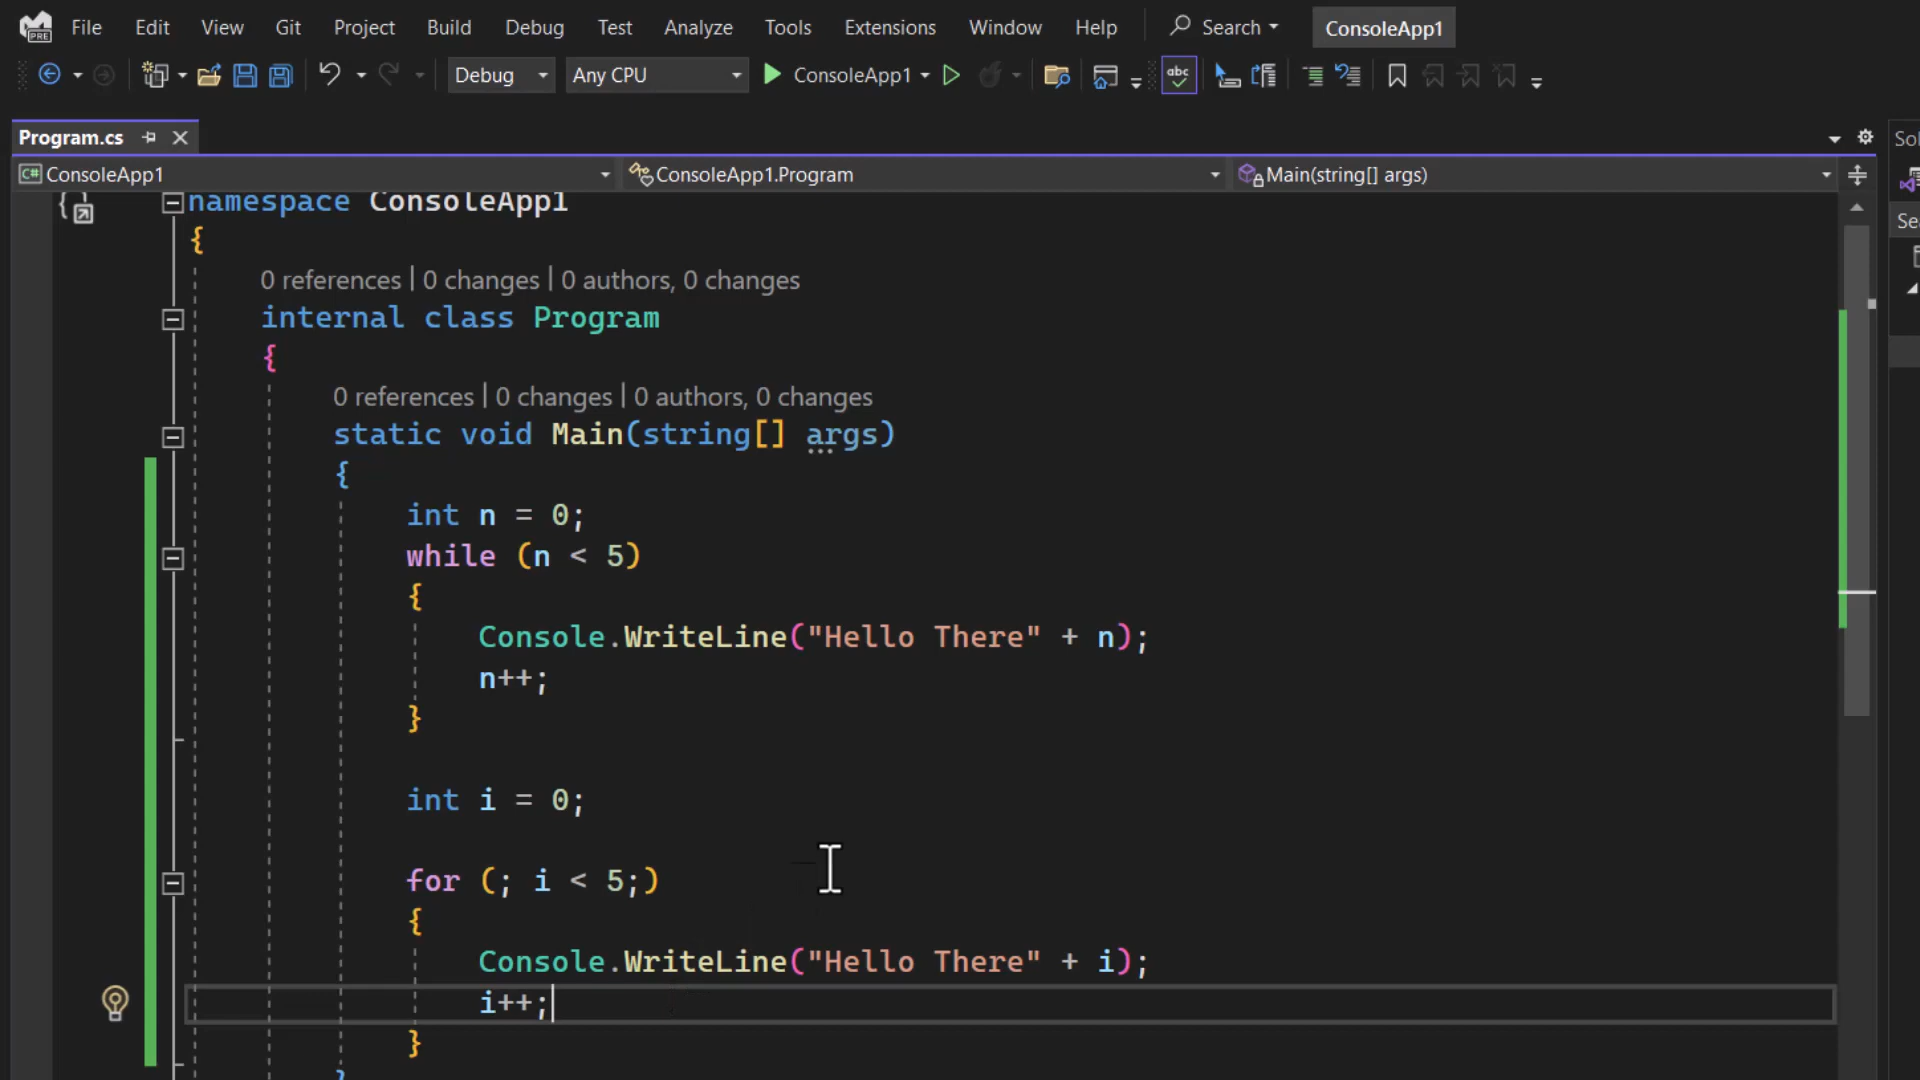 File Edit View Git Project Build Debug Test Analyze Tools Extensions Window Help Search ConsoleApp1
Debug Any CPU ConsoleApp1 abc
Program.cs
Sol
C# ConsoleApp1 ConsoleApp1.Program Main(string[] args)
namespace ConsoleApp1
Sea
{
0 references | 0 changes | 0 authors, 0 changes
internal class Program
{
0 references | 0 changes | 0 authors, 0 changes
static void Main(string[] args)
{
int n = 0;
while (n < 5)
{
Console.WriteLine("Hello There" + n);
n++;
}
int i = 0;
for (; i < 5;)
{
Console.WriteLine("Hello There" + i);
i++;
}
}